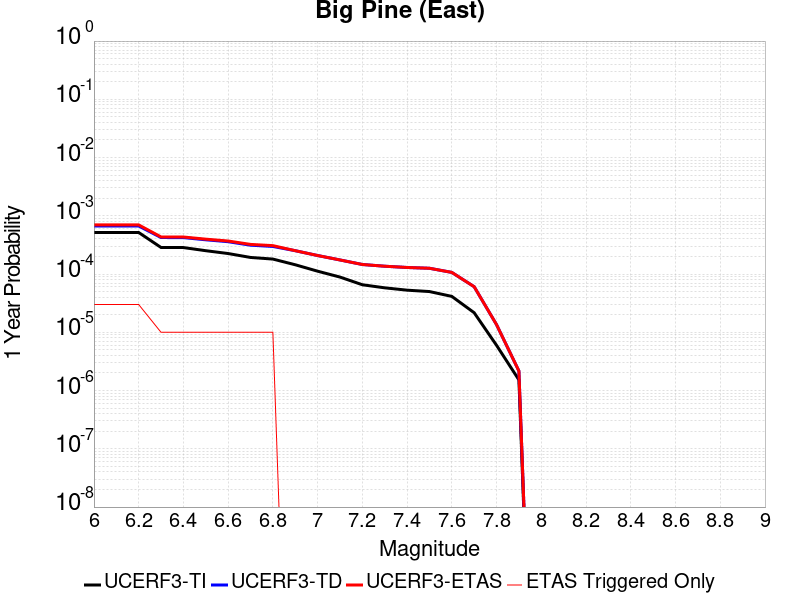 Big Pine (East)
10^0
10^-1
10^-2
10^-3
10^-4
10^-5
10^-6
10^-7
10^-8
1 Year Probability
6 6.2 6.4 6.6 6.8 7 7.2 7.4 7.6 7.8 8 8.2 8.4 8.6 8.8 9
Magnitude
UCERF3-TI UCERF3-TD UCERF3-ETAS ETAS Triggered Only